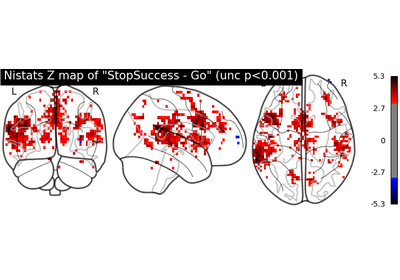 Nistats Z map of "StopSuccess - Go" (unc p<0.001)
L R R
5.3
2.7
0
-2.7
-5.3